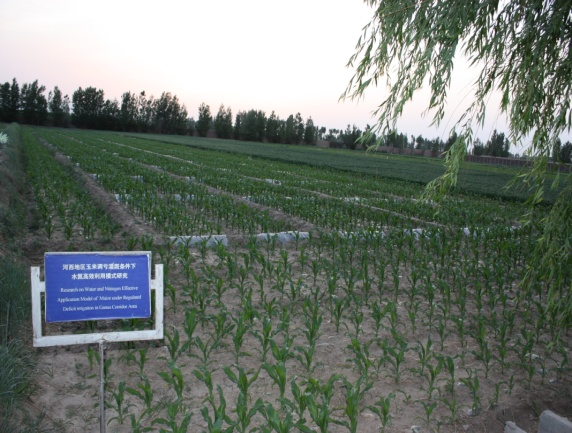 河西地区玉米调亏灌溉条件下
水氮高效利用模式研究
Research on Water and Nitrogen Effective
Application Model of Maize under Regulated
Deficit irrigation in Gansu Corridor Area